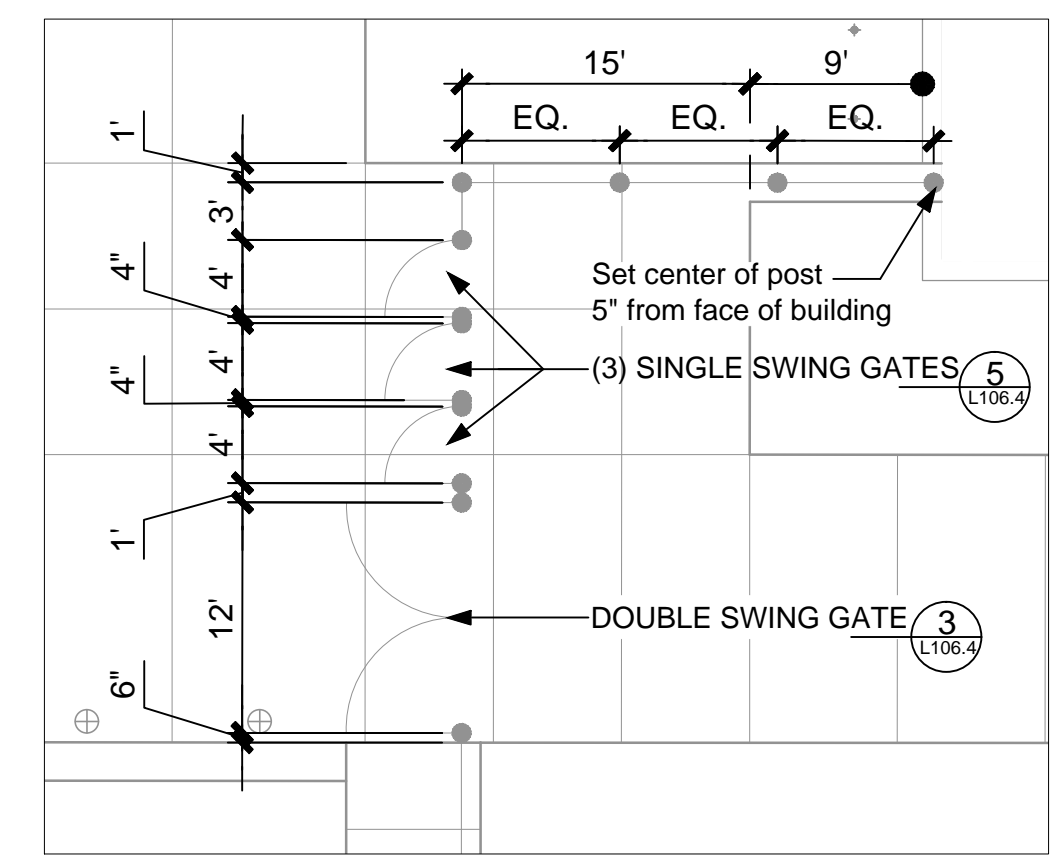 15'
9'
EQ.
EQ.
EQ.
1'
3'
4"
4'
4'
4"
4'
1'
12'
6"
Set center of post
5" from face of building
(3) SINGLE SWING GATES
5
L106.4
DOUBLE SWING GATE
3
L106.4